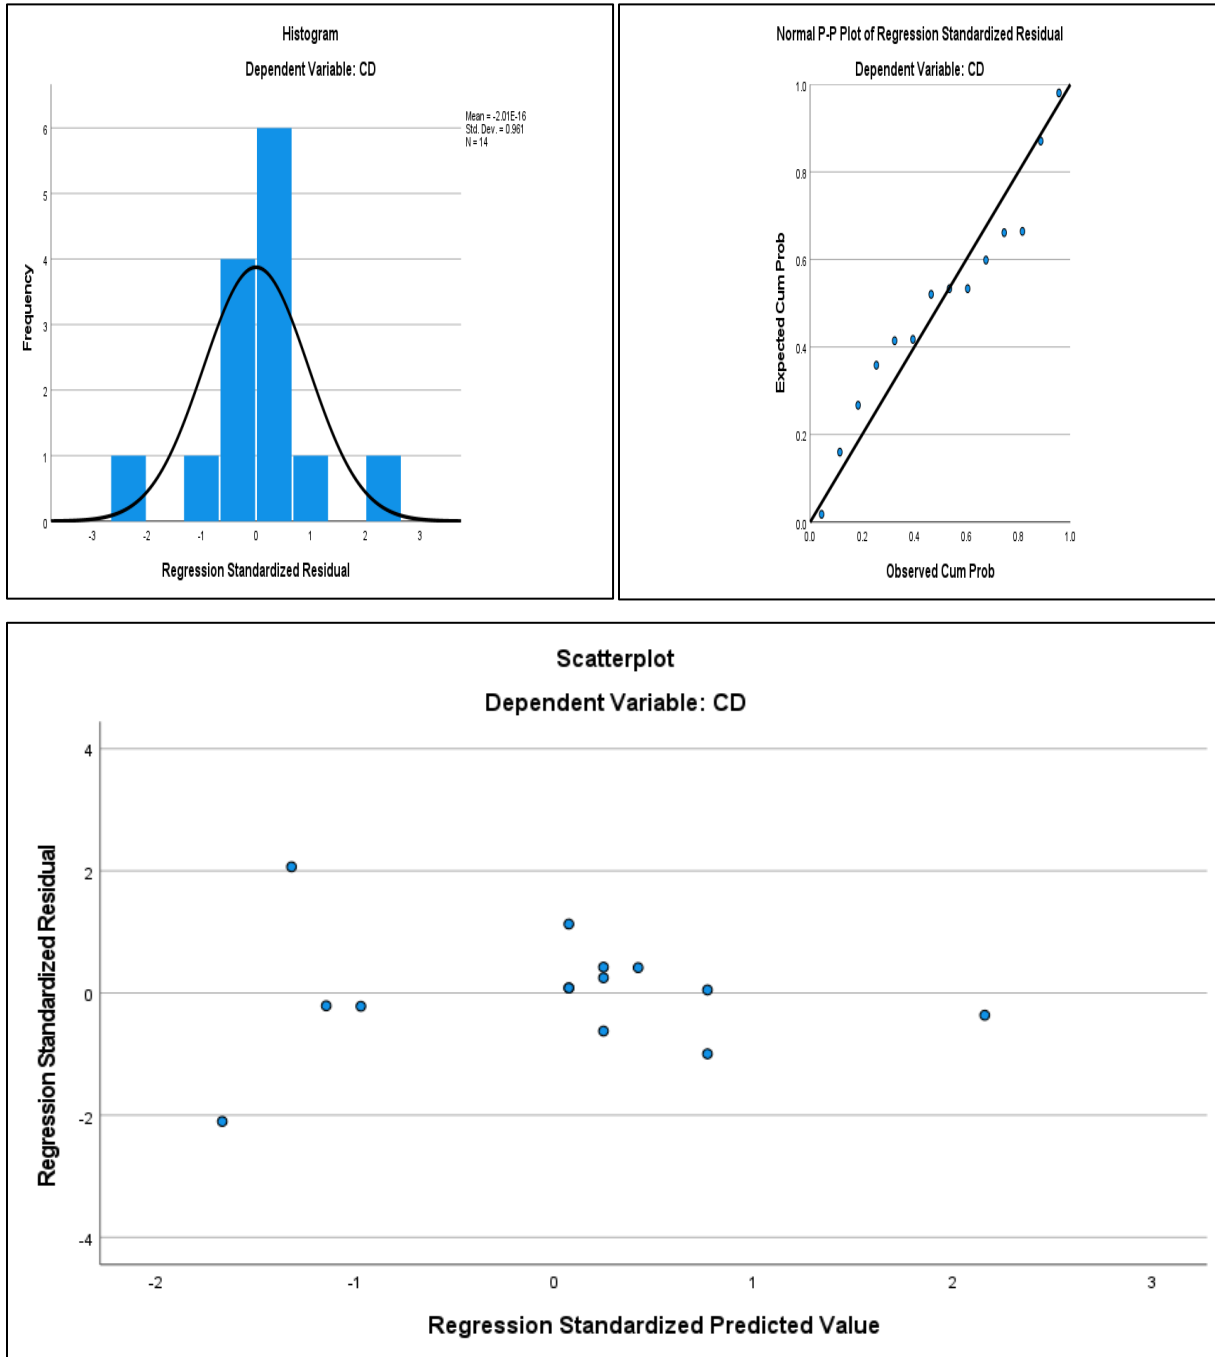 Histogram
Dependent Variable: CD
Mean = -2.01E-16
Std. Dev. = 0.961
N = 14
6
5
4
3
2
1
0
Frequency
-3 -2 -1 0 1 2 3
Regression Standardized Residual
Normal P-P Plot of Regression Standardized Residual
Dependent Variable: CD
1.0
0.8
0.6
0.4
0.2
0.0
Expected Cum Prob
0.0 0.2 0.4 0.6 0.8 1.0
Observed Cum Prob
Scatterplot
Dependent Variable: CD
4
2
0
-2
-4
Regression Standardized Residual
-2 -1 0 1 2 3
Regression Standardized Predicted Value